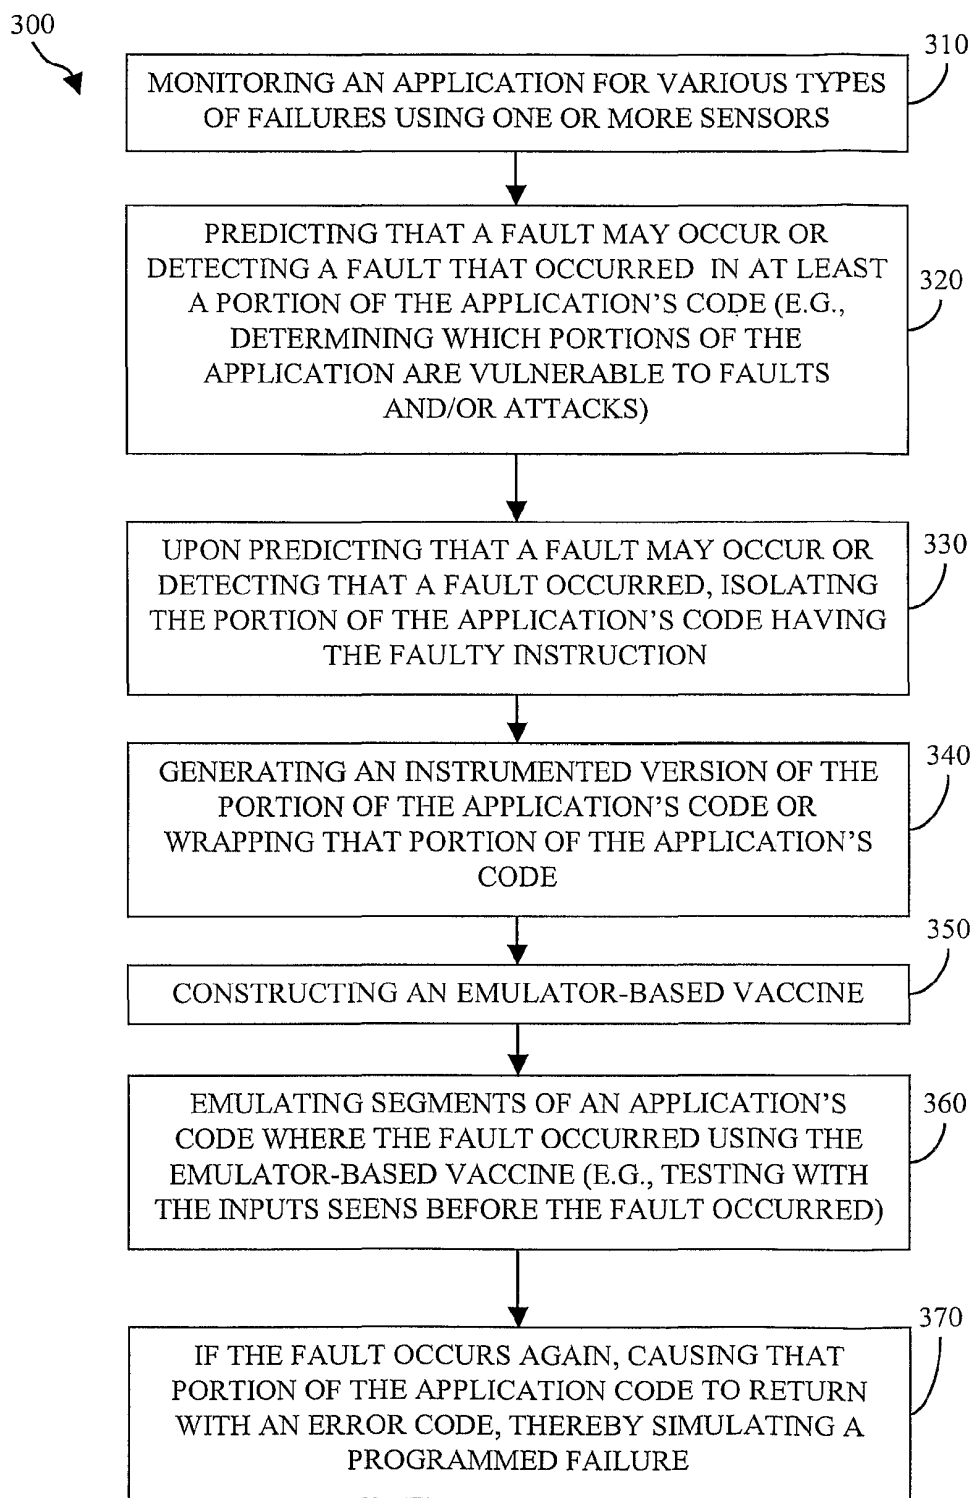 300
310
MONITORING AN APPLICATION FOR VARIOUS TYPES
OF FAILURES USING ONE OR MORE SENSORS
PREDICTING THAT A FAULT MAY OCCUR OR
DETECTING A FAULT THAT OCCURRED IN AT LEAST
A PORTION OF THE APPLICATION'S CODE (E.G.,
DETERMINING WHICH PORTIONS OF THE
APPLICATION ARE VULNERABLE TO FAULTS
AND/OR ATTACKS)
320
UPON PREDICTING THAT A FAULT MAY OCCUR OR
DETECTING THAT A FAULT OCCURRED, ISOLATING
THE PORTION OF THE APPLICATION'S CODE HAVING
THE FAULTY INSTRUCTION
330
GENERATING AN INSTRUMENTED VERSION OF THE
PORTION OF THE APPLICATION'S CODE OR
WRAPPING THAT PORTION OF THE APPLICATION'S
CODE
340
350
CONSTRUCTING AN EMULATOR-BASED VACCINE
EMULATING SEGMENTS OF AN APPLICATION'S
CODE WHERE THE FAULT OCCURRED USING THE
EMULATOR-BASED VACCINE (E.G., TESTING WITH
THE INPUTS SEENS BEFORE THE FAULT OCCURRED)
360
370
IF THE FAULT OCCURS AGAIN, CAUSING THAT
PORTION OF THE APPLICATION CODE TO RETURN
WITH AN ERROR CODE, THEREBY SIMULATING A
PROGRAMMED FAILURE